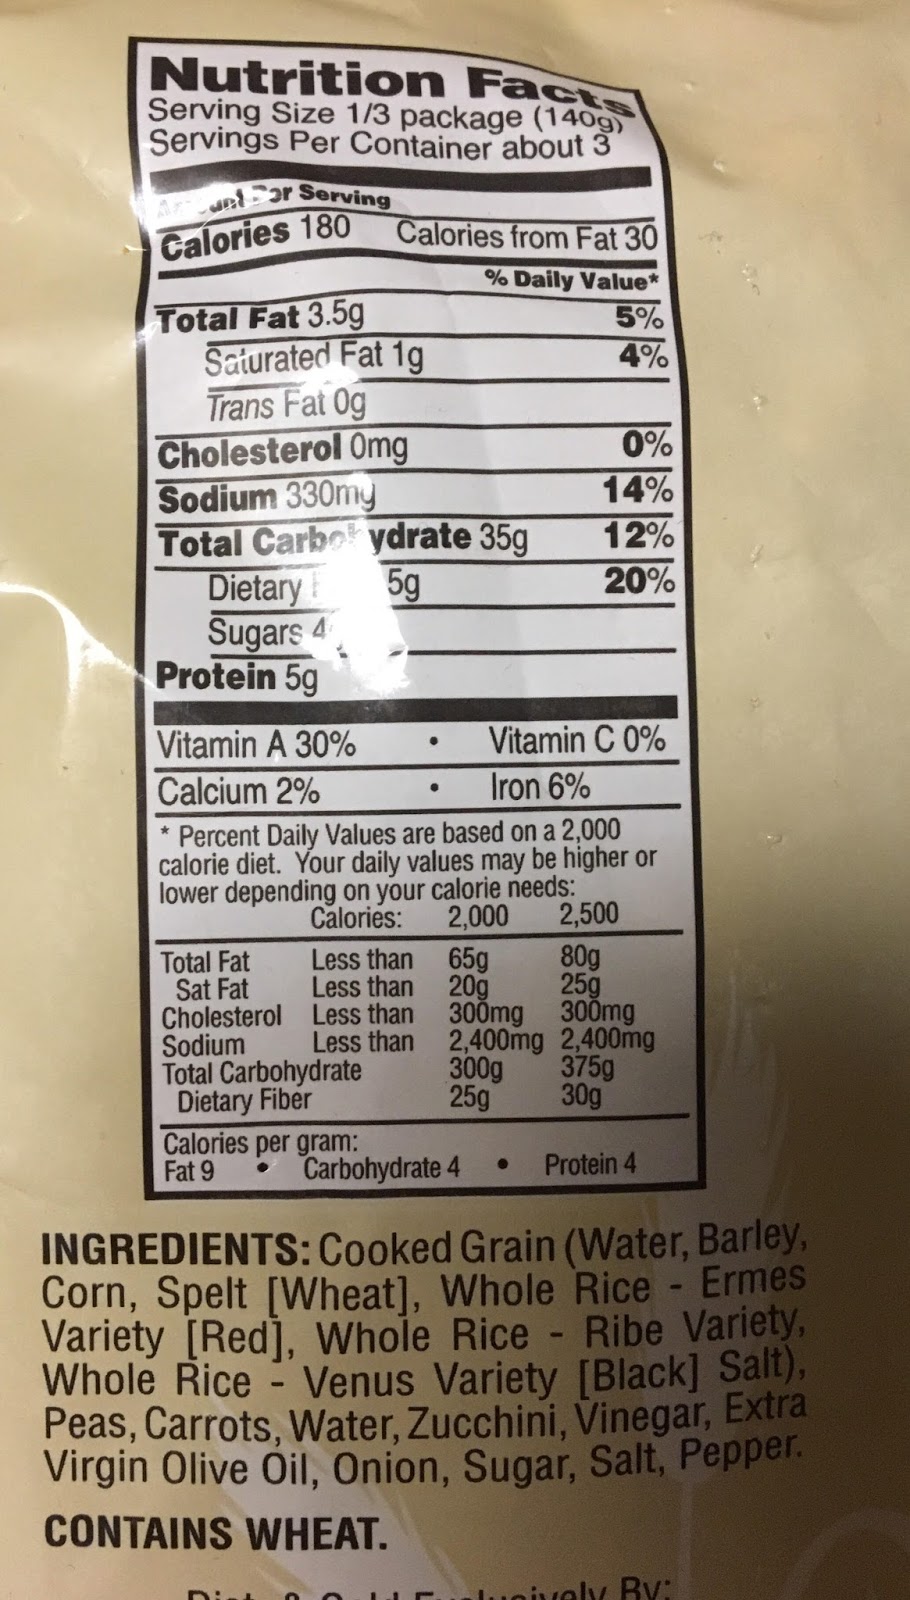 Nutrition Facts
Serving Size 1/3 package (140g)
Servings Per Container about 3
Amount Per Serving
Calories 180 Calories from Fat 30
% Daily Value*
Total Fat 3.5g 5%
Saturated Fat 1g 4%
Trans Fat 0g
Cholesterol 0mg 0%
Sodium 330mg 14%
Total Carbohydrate 35g 12%
Dietary 5g 20%
Sugars 4
Protein 5g
Vitamin A 30% • Vitamin C 0%
Calcium 2% • Iron 6%
* Percent Daily Values are based on a 2,000
calorie diet. Your daily values may be higher or
lower depending on your calorie needs:
Calories: 2,000 2,500
Total Fat Less than 65g 80g
Sat Fat Less than 20g 25g
Cholesterol Less than 300mg 300mg
Sodium Less than 2,400mg 2,400mg
Total Carbohydrate 300g 375g
Dietary Fiber 25g 30g
Calories per gram:
Fat 9 • Carbohydrate 4 • Protein 4
INGREDIENTS: Cooked Grain (Water, Barley,
Corn, Spelt [Wheat], Whole Rice - Ermes
Variety [Red], Whole Rice - Ribe Variety,
Whole Rice - Venus Variety [Black] Salt),
Peas, Carrots, Water, Zucchini, Vinegar, Extra
Virgin Olive Oil, Onion, Sugar, Salt, Pepper.
CONTAINS WHEAT.
By: